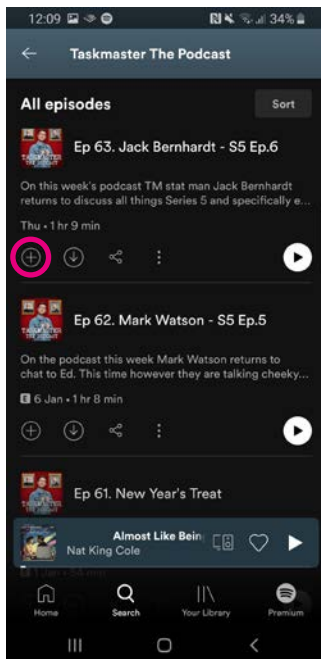 12:09 34%
Taskmaster The Podcast
All episodes
Sort
Ep 63. Jack Bernhardt - S5 Ep.6
On this week's podcast TM stat man Jack Bernhardt
returns to discuss all things Series 5 and specifically e...
Thu • 1 hr 9 min
Ep 62. Mark Watson - S5 Ep.5
On the podcast this week Mark Watson returns to
chat to Ed. This time however they are talking cheeky...
E 6 Jan • 1 hr 8 min
Ep 61. New Year's Treat
Almost Like Bein
Nat King Cole
Home
Search
Your Library
Premium